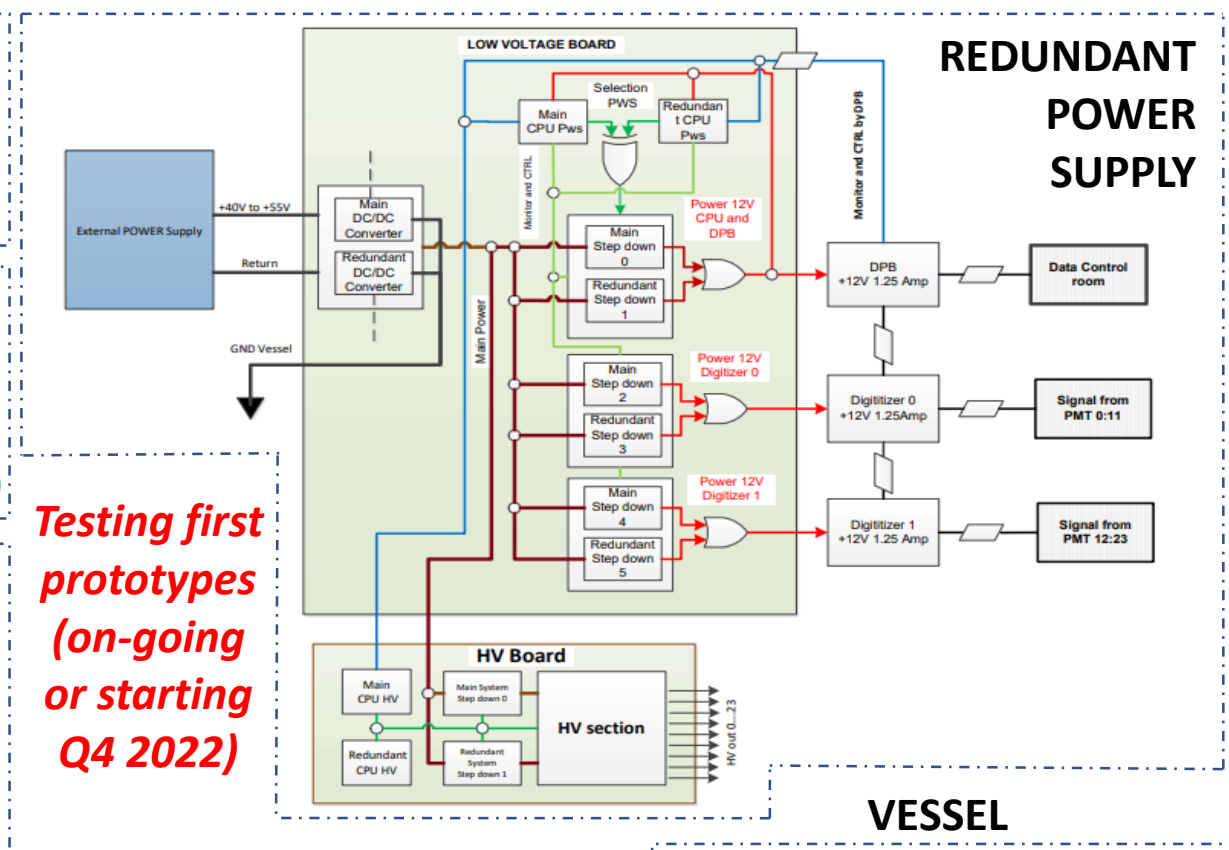 REDUNDANT
POWER
SUPPLY
LOW VOLTAGE BOARD
Selection
PWS
Main
CPU Pws
Redundan
t CPU
Pws
Monitor and CTRL
Monitor and CTRL by DPB
External POWER Supply
+40V to +55V
Return
GND Vessel
Main
DC/DC
Converter
Redundant
DC/DC
Converter
Main Power
Main
Step down
0
Redundant
Step down
1
Power 12V
CPU and
DPB
DPB
+12V 1.25 Amp
Data Control
room
Main
Step down
2
Redundant
Step down
3
Power 12V
Digitizer 0
Digititizer 0
+12V 1.25Amp
Signal from
PMT 0:11
Main
Step down
4
Redundant
Step down
5
Power 12V
Digitizer 1
Digititizer 1
+12V 1.25 Amp
Signal from
PMT 12:23
Testing first
prototypes
(on-going
or starting
Q4 2022)
HV Board
Main
CPU HV
Redundant
CPU HV
Main System
Step down 0
Redundant
System
Step down 1
HV section
HV out 0...23
VESSEL